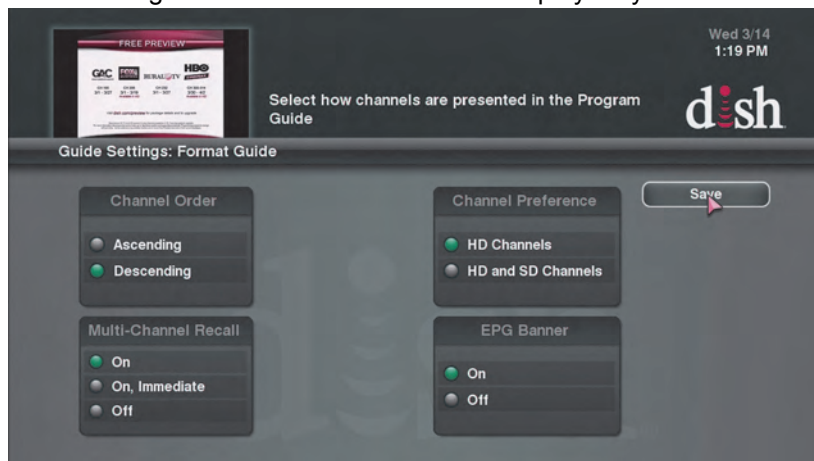 FREE PREVIEW
GAC
RURAL TV
HBO
Wed 3/14
1:19 PM
Select how channels are presented in the Program
Guide
dish
Guide Settings: Format Guide
Channel Order
Ascending
Descending
Channel Preference
HD Channels
HD and SD Channels
Save
Multi-Channel Recall
On
On, Immediate
Off
EPG Banner
On
Off